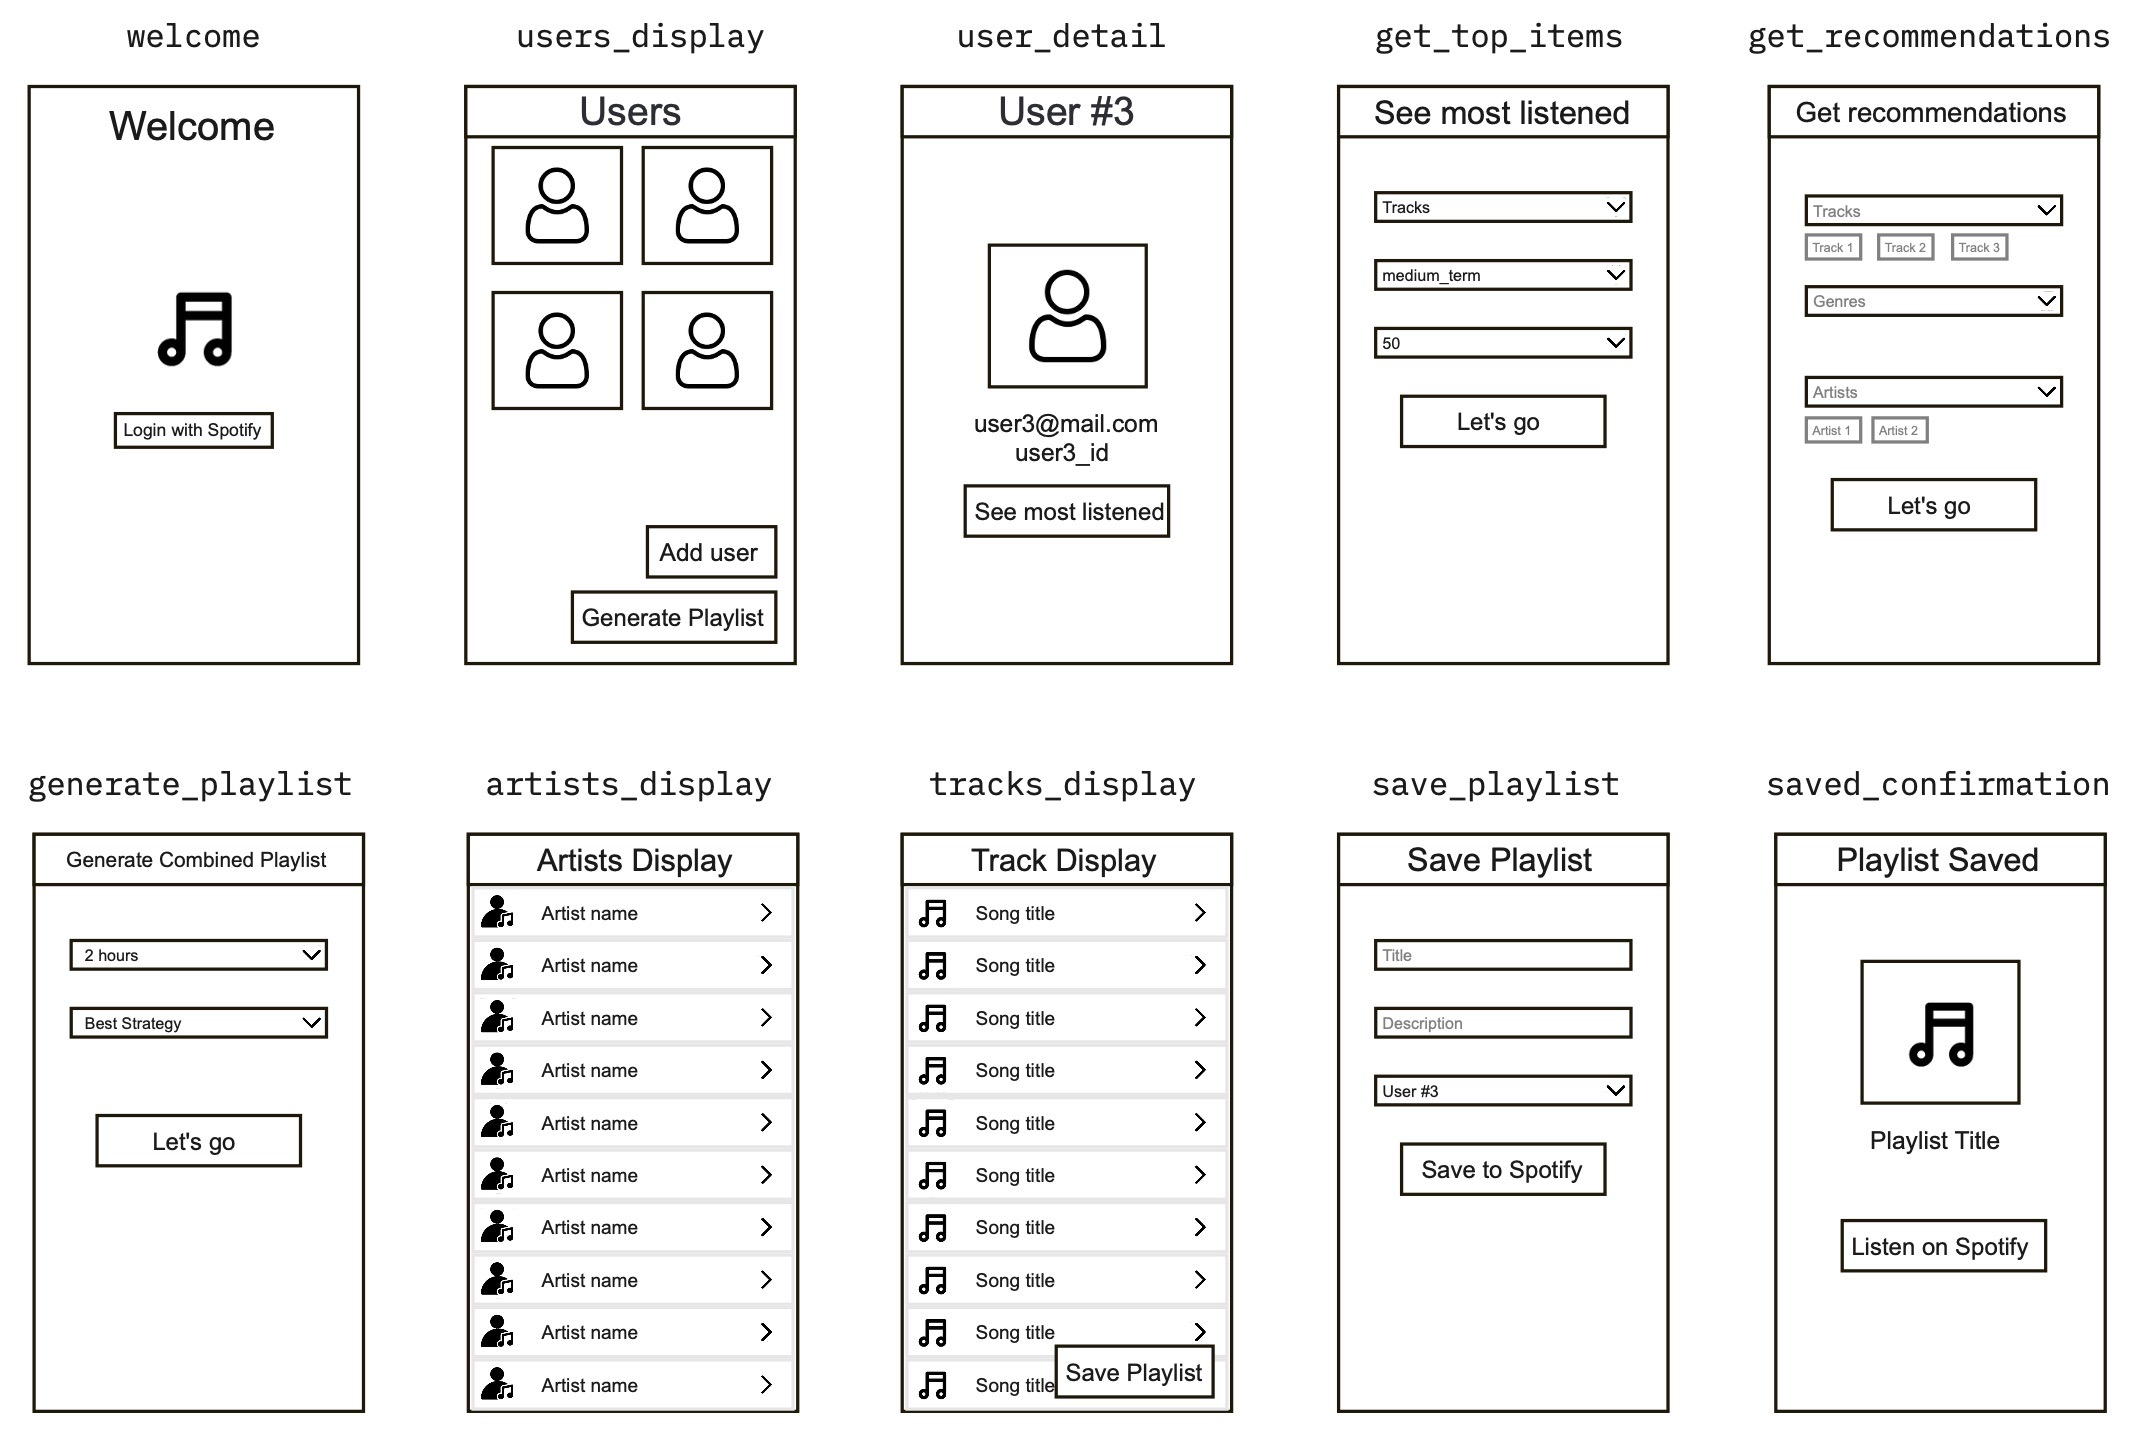 welcome
Welcome
Login with Spotify
users_display
Users
Add user
Generate Playlist
user_detail
User #3
user3@mail.com
user3_id
See most listened
get_top_items
See most listened
Tracks
medium_term
50
Let's go
get_recommendations
Get recommendations
Tracks
Track 1 Track 2 Track 3
Genres
Artists
Artist 1 Artist 2
Let's go
generate_playlist
Generate Combined Playlist
2 hours
Best Strategy
Let's go
artists_display
Artists Display
Artist name
Artist name
Artist name
Artist name
Artist name
Artist name
Artist name
Artist name
Artist name
Artist name
tracks_display
Track Display
Song title
Song title
Song title
Song title
Song title
Song title
Song title
Song title
Song title
Song title
Save Playlist
save_playlist
Save Playlist
Title
Description
User #3
Save to Spotify
saved_confirmation
Playlist Saved
Playlist Title
Listen on Spotify